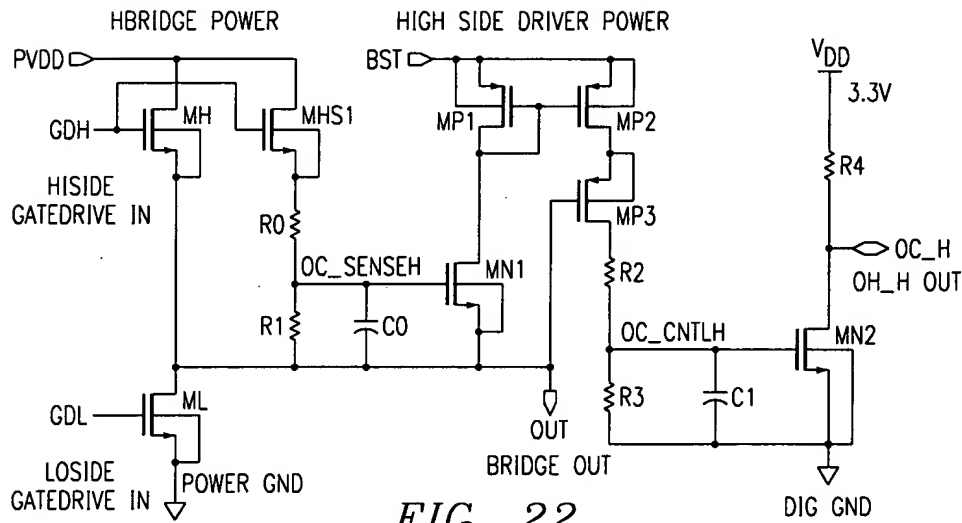 HBRIDGE POWER
HIGH SIDE DRIVER POWER
PVDD
BST
VDD
3.3V
MH
MHS1
GDH
MP1
MP2
R4
HISIDE
GATEDRIVE IN
MP3
R0
OC_H
OH_H OUT
OC_SENSEH
MN1
R2
R1
C0
OC_CNTLH
MN2
ML
GDL
R3
C1
OUT
BRIDGE OUT
LOSIDE
GATEDRIVE IN
POWER GND
DIG GND
FIG. 22